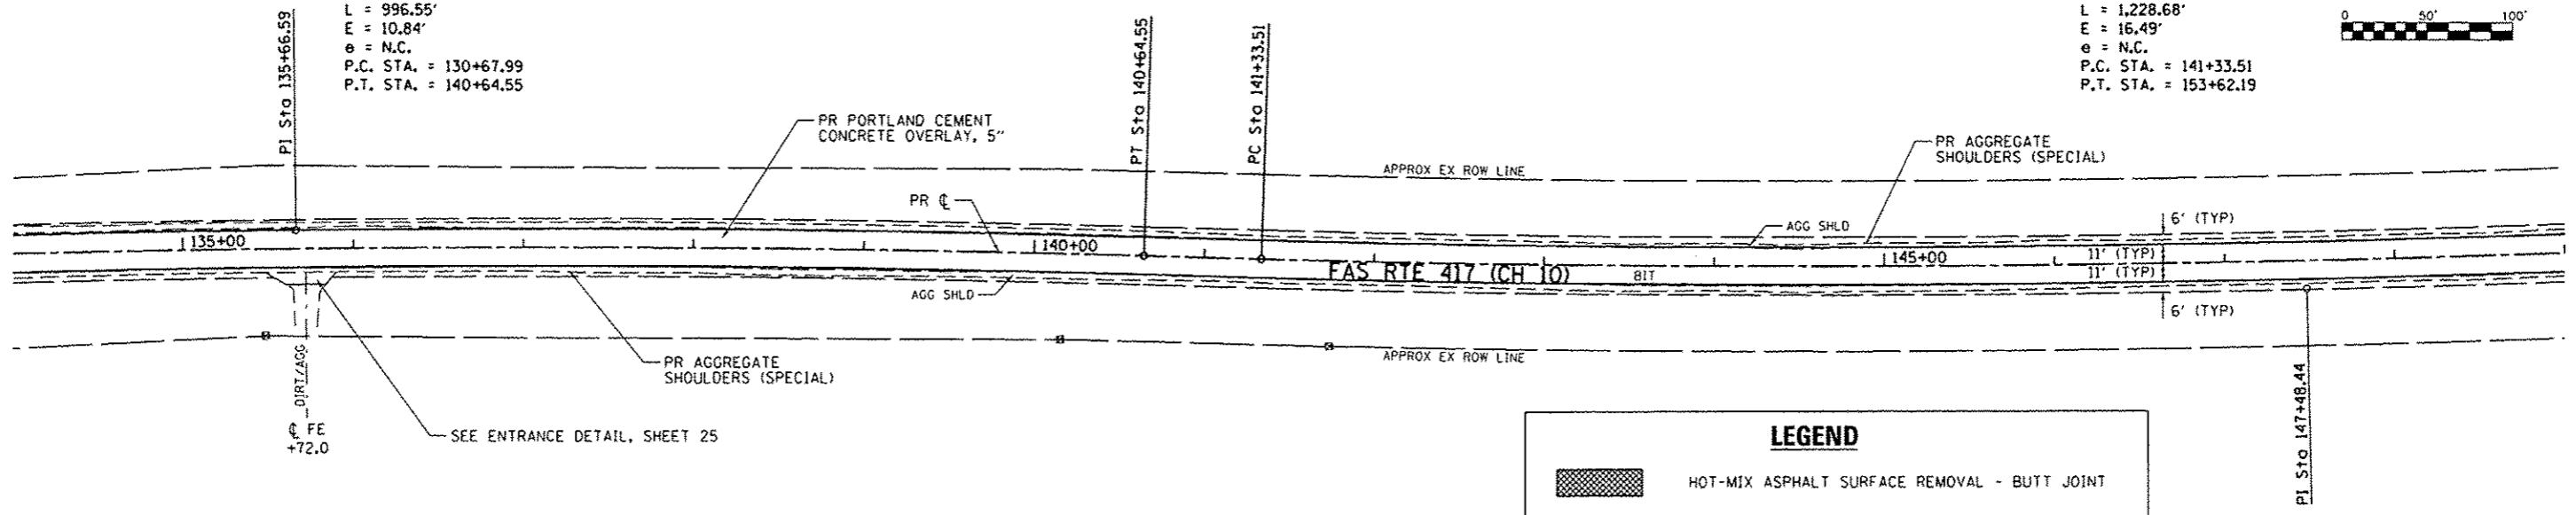 L = 996.55'
E = 10.84'
e = N.C.
P.C. STA. = 130+67.99
P.T. STA. = 140+64.55
L = 1,228.68'
E = 16.49'
e = N.C.
P.C. STA. = 141+33.51
P.T. STA. = 153+62.19
0 50' 100'
PI Sta 135+66.59
PT Sta 140+64.55
PC Sta 141+33.51
PR PORTLAND CEMENT
CONCRETE OVERLAY, 5"
PR AGGREGATE
SHOULDERS (SPECIAL)
APPROX EX ROW LINE
PR ℄
6' (TYP)
AGG SHLD
135+00
140+00
145+00
11' (TYP)
11' (TYP)
FAS RTE 417 (CH 10)
BIT
AGG SHLD
6' (TYP)
APPROX EX ROW LINE
PR AGGREGATE
SHOULDERS (SPECIAL)
DIRT/AGG
℄ FE
+72.0
SEE ENTRANCE DETAIL, SHEET 25
PI Sta 147+48.44
LEGEND
HOT-MIX ASPHALT SURFACE REMOVAL - BUTT JOINT